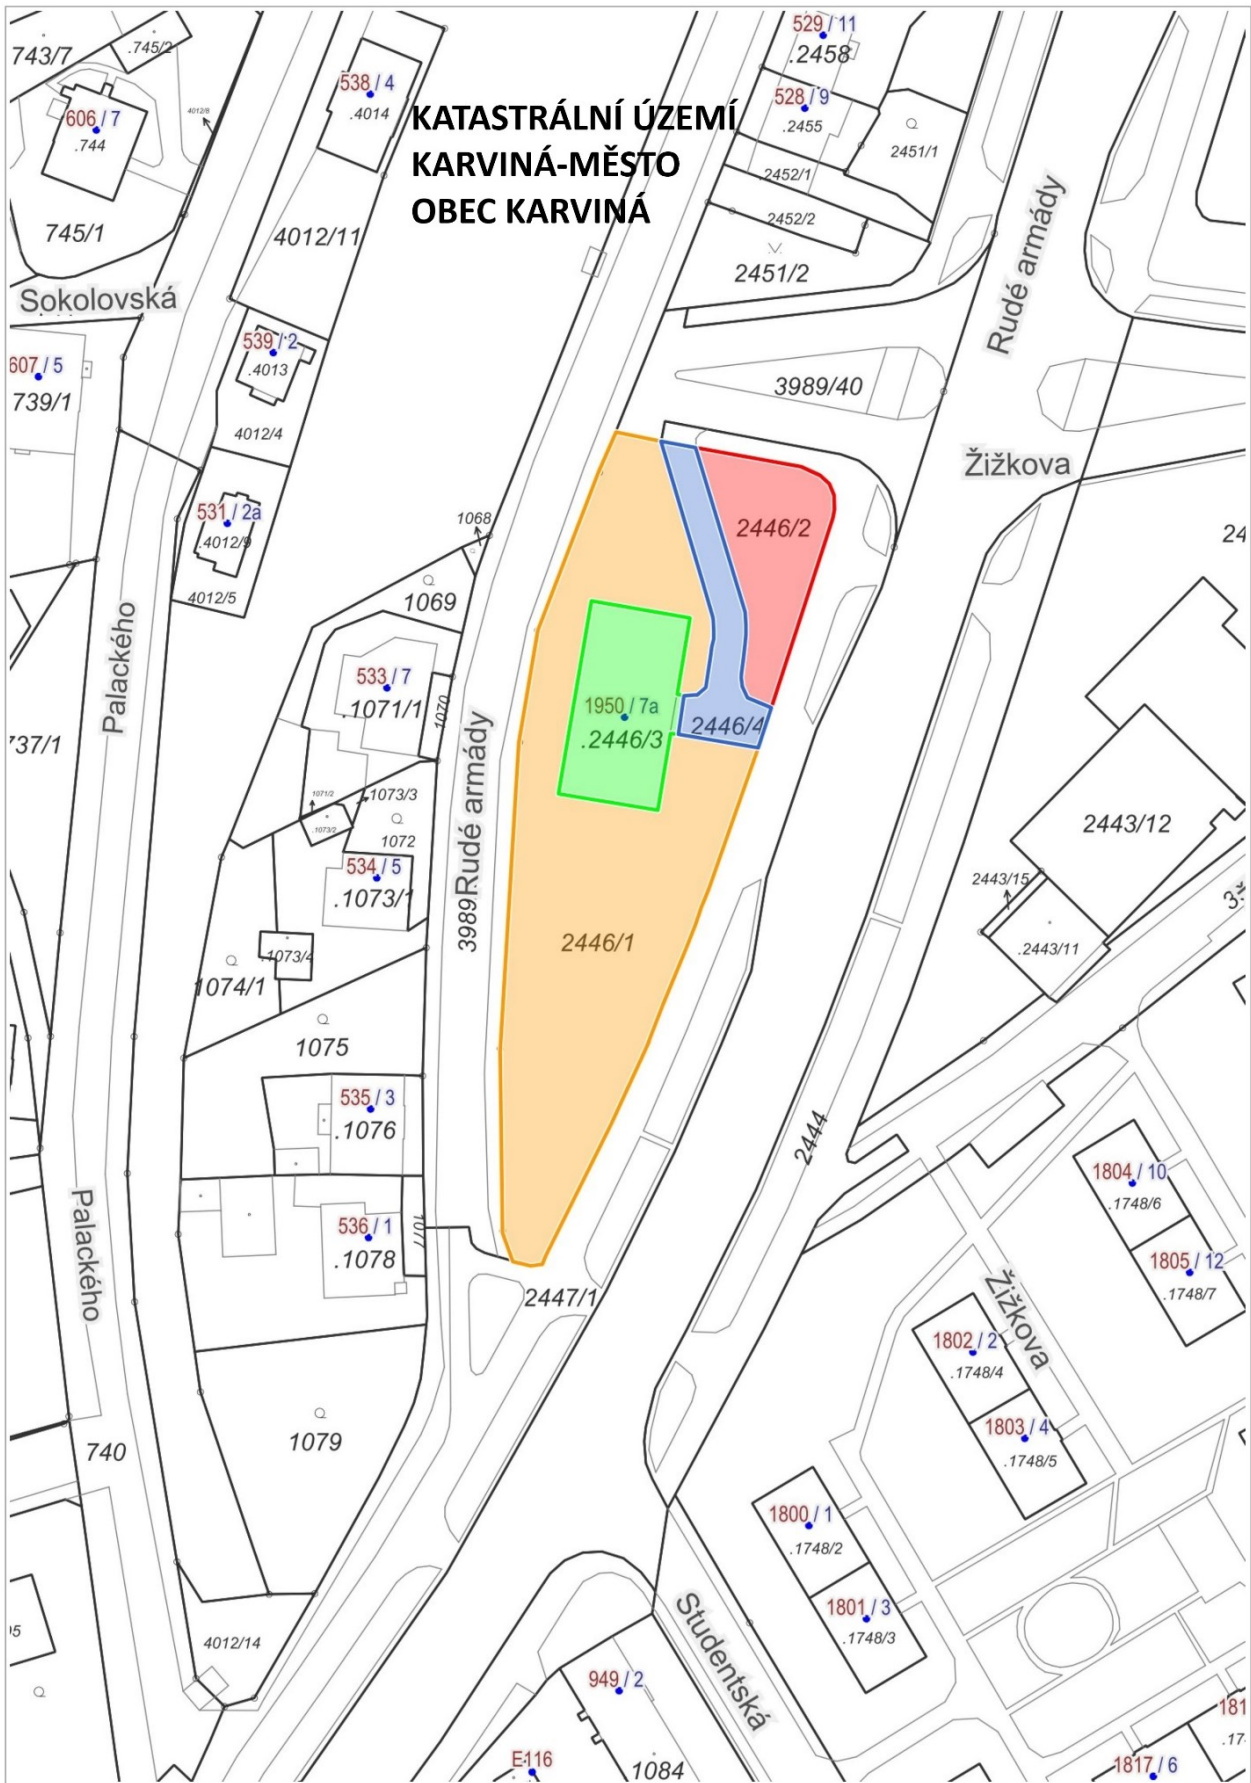 529 / 11
743/7
.745/2
.2458
538 / 4
528 / 9
606 / 7
4012/8
.4014
KATASTRÁLNÍ ÚZEMÍ
.2455
.744
2451/1
KARVINÁ-MĚSTO
2452/1
OBEC KARVINÁ
2452/2
745/1
4012/11
2451/2
Rudé armády
Sokolovská
539 / 2
607 / 5
.4013
739/1
3989/40
4012/4
Žižkova
531 / 2a
1068
2446/2
.4012/9
4012/5
1069
Palackého
533 / 7
.1071/1
1070
1950 / 7a
2446/4
.2446/3
737/1
1071/2
1073/3
.1073/2
1072
2443/12
534 / 5
2443/15
.1073/1
3989
Rudé armády
2446/1
.2443/11
.1073/4
1074/1
1075
535 / 3
.1076
2444
1804 / 10
.1748/6
Palackého
536 / 1
1077
.1078
1805 / 12
.1748/7
2447/1
Žižkova
1802 / 2
.1748/4
1079
1803 / 4
740
.1748/5
1800 / 1
.1748/2
1801 / 3
.1748/3
4012/14
Studentská
949 / 2
E116
1084
1817 / 6